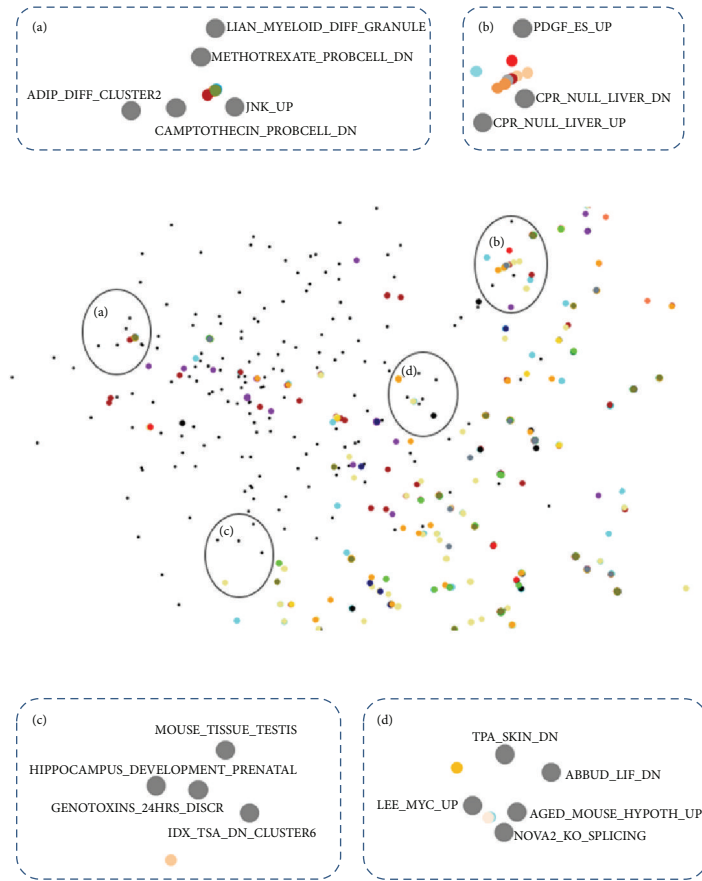 (a)
LIAN_MYELOID_DIFF_GRANULE
METHOTREXATE_PROBCELL_DN
ADIP_DIFF_CLUSTER2
JNK_UP
CAMPTOTHECIN_PROBCELL_DN
(b)
PDGF_ES_UP
CPR_NULL_LIVER_DN
CPR_NULL_LIVER_UP
(b)
(a)
(d)
(c)
(c)
MOUSE_TISSUE_TESTIS
HIPPOCAMPUS_DEVELOPMENT_PRENATAL
GENOTOXINS_24HRS_DISCR
IDX_TSA_DN_CLUSTER6
(d)
TPA_SKIN_DN
ABBUD_LIF_DN
LEE_MYC_UP
AGED_MOUSE_HYPOTH_UP
NOVA2_KO_SPLICING